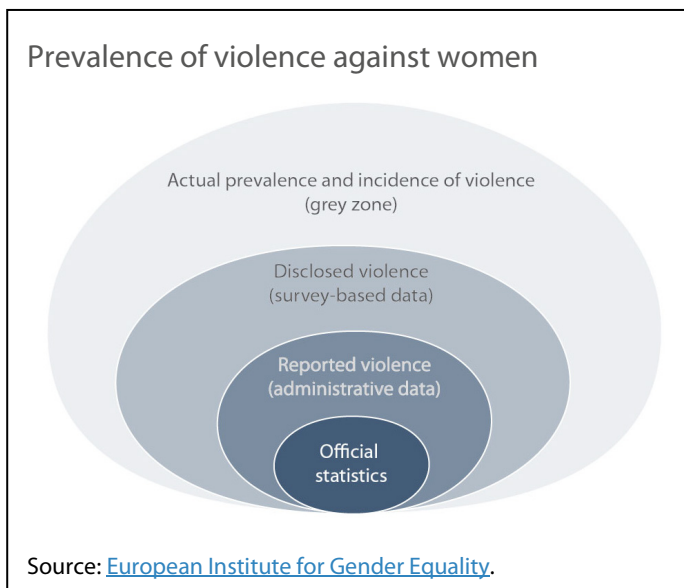 Prevalence of violence against women
Actual prevalence and incidence of violence
(grey zone)
Disclosed violence
(survey-based data)
Reported violence
(administrative data)
Official
statistics
Source: European Institute for Gender Equality.